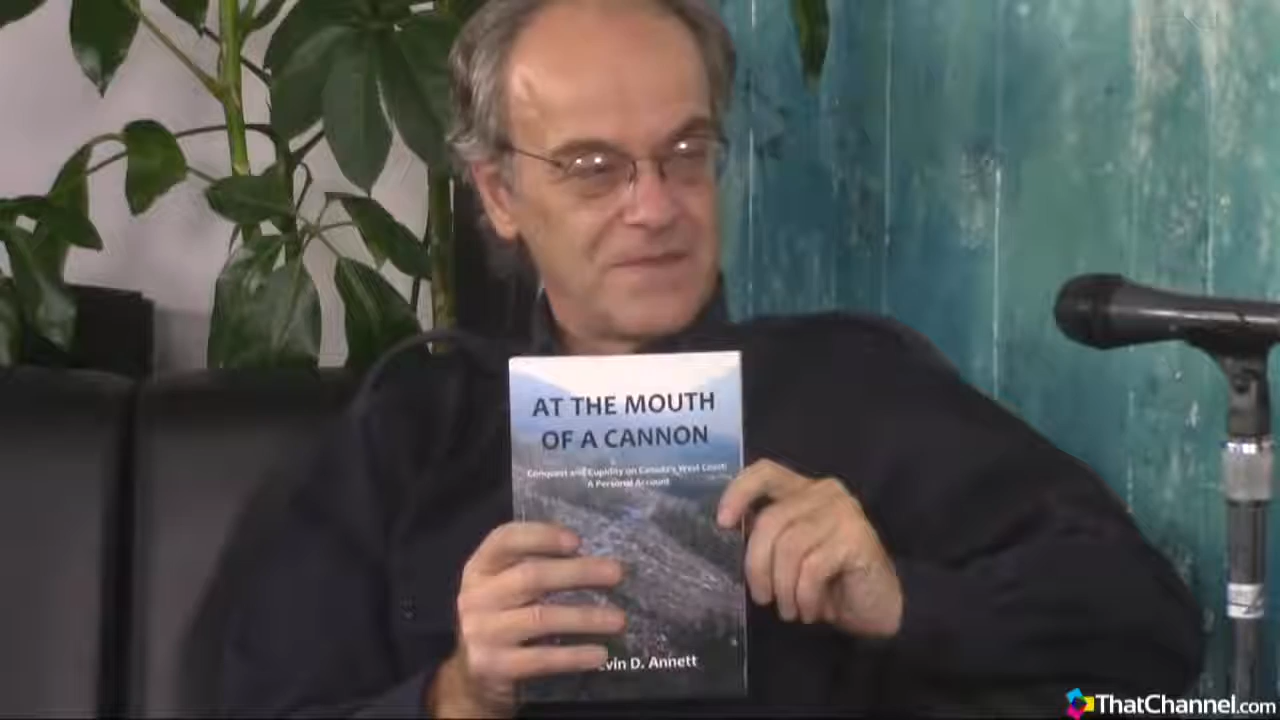 AT THE MOUTH
OF A CANNON
Conquest and Cupidity on Canada's West Coast:
A Personal Account
vin D. Annett
ThatChannel.com